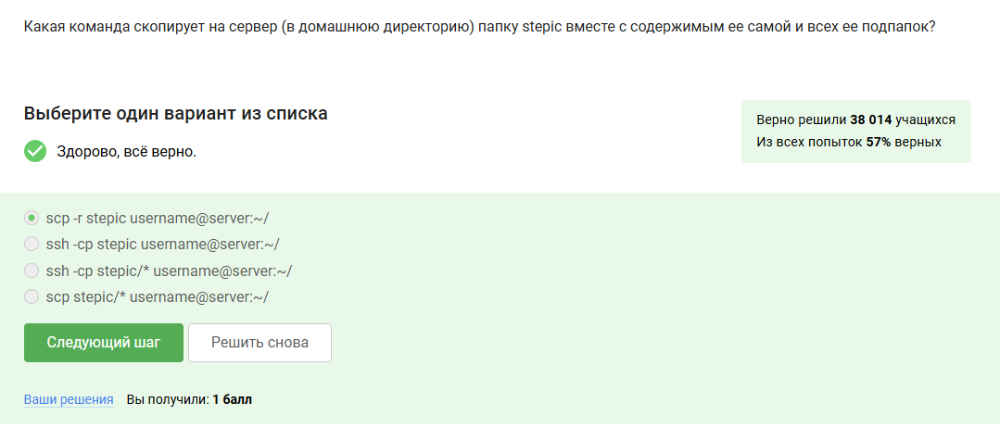 Какая команда скопирует на сервер (в домашнюю директорию) папку stepic вместе с содержимым ее самой и всех ее подпапок?
Выберите один вариант из списка
Здорово, всё верно.
Верно решили 38 014 учащихся
Из всех попыток 57% верных
scp -r stepic username@server:~/
ssh -cp stepic username@server:~/
ssh -cp stepic/* username@server:~/
scp stepic/* username@server:~/
Следующий шаг Решить снова
Ваши решения Вы получили: 1 балл